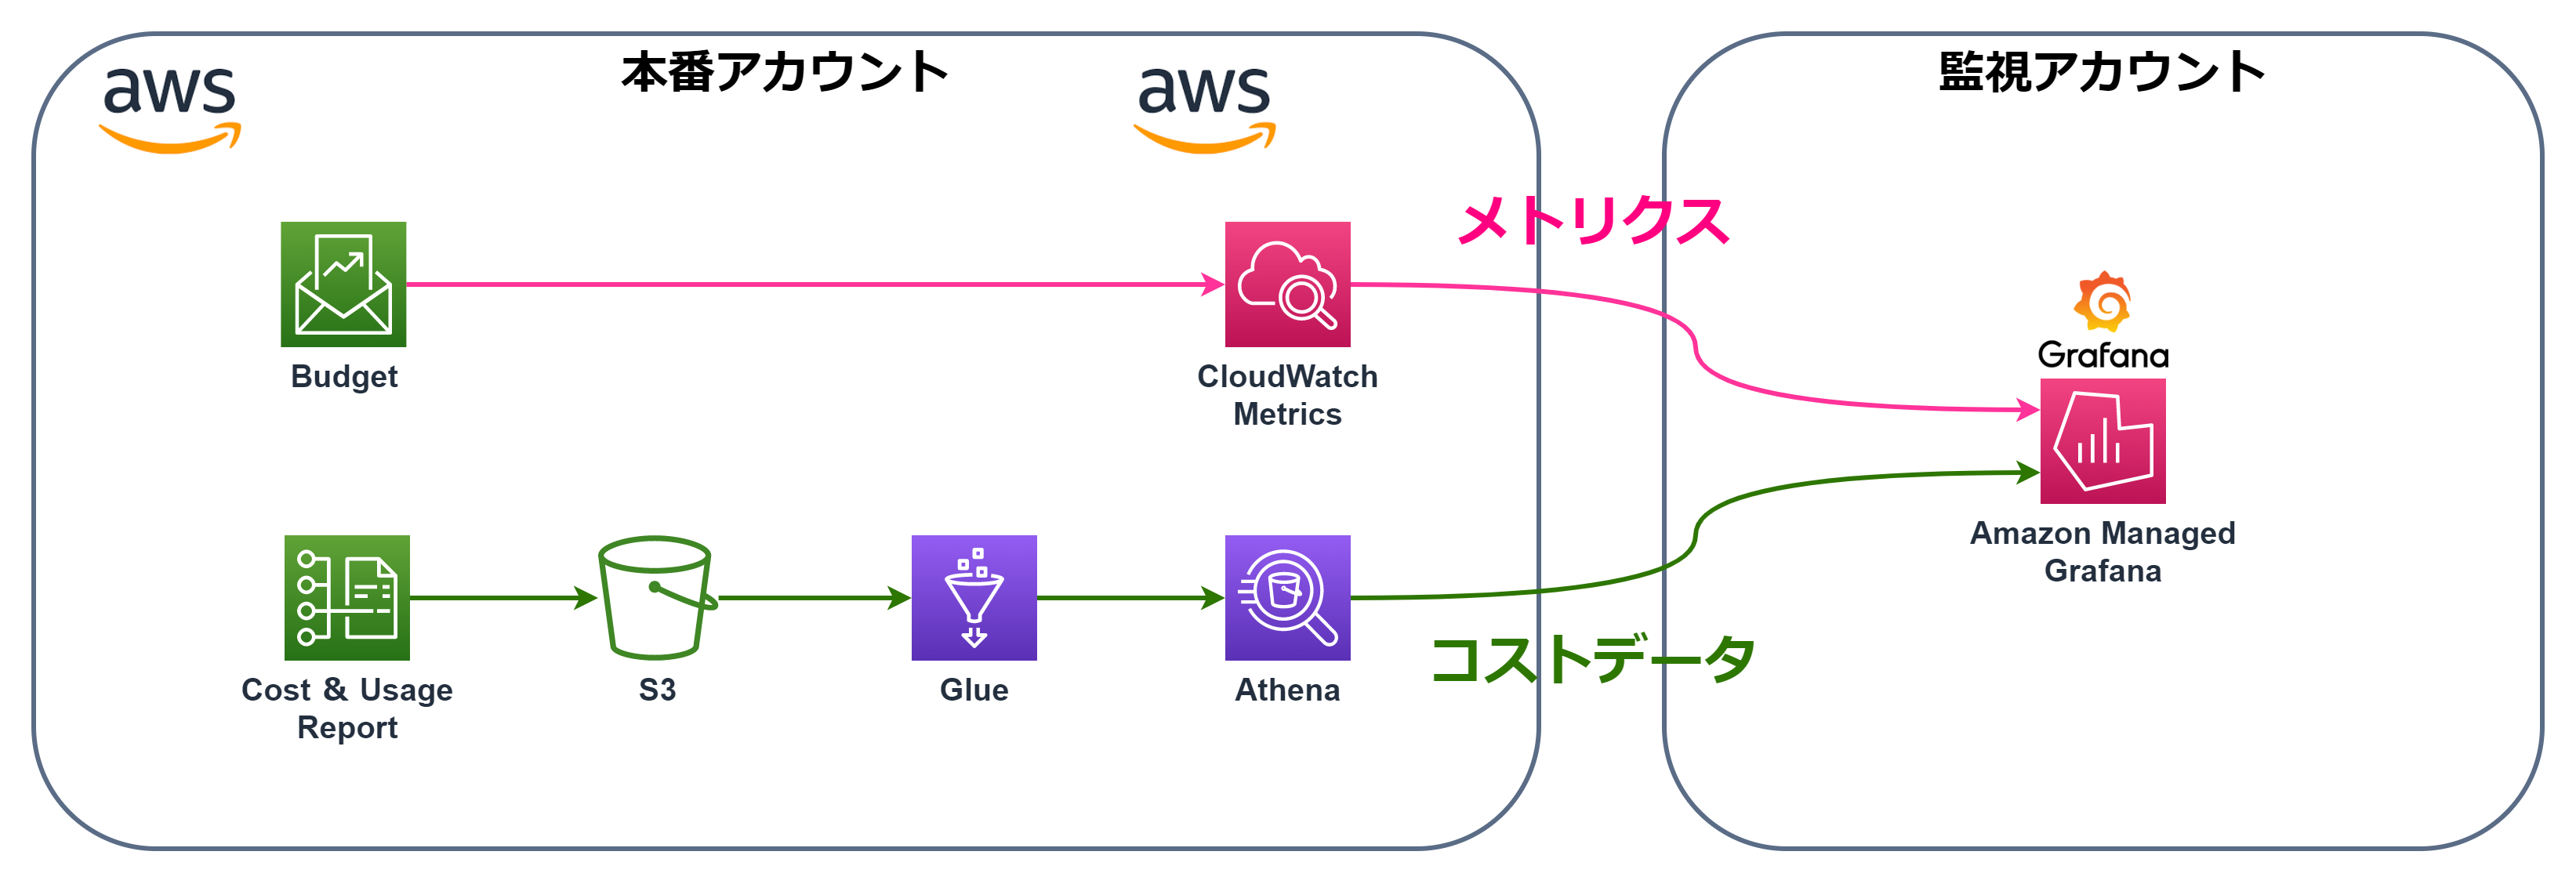 本番アカウント
監視アカウント
aws
aws
メトリクス
Budget
CloudWatch
Metrics
Grafana
Amazon Managed
Grafana
コストデータ
Cost & Usage
Report
S3
Glue
Athena